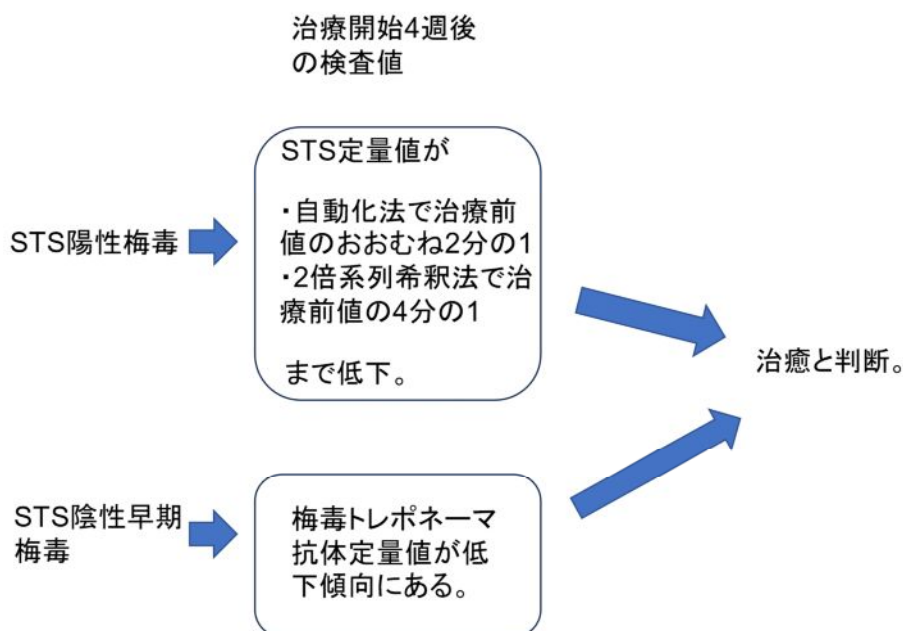 治療開始4週後
の検査値
STS陽性梅毒
STS定量値が
・自動化法で治療前
値のおおむね2分の1
・2倍系列希釈法で治
療前値の4分の1
まで低下。
治癒と判断。
STS陰性早期
梅毒
梅毒トレポネーマ
抗体定量値が低
下傾向にある。